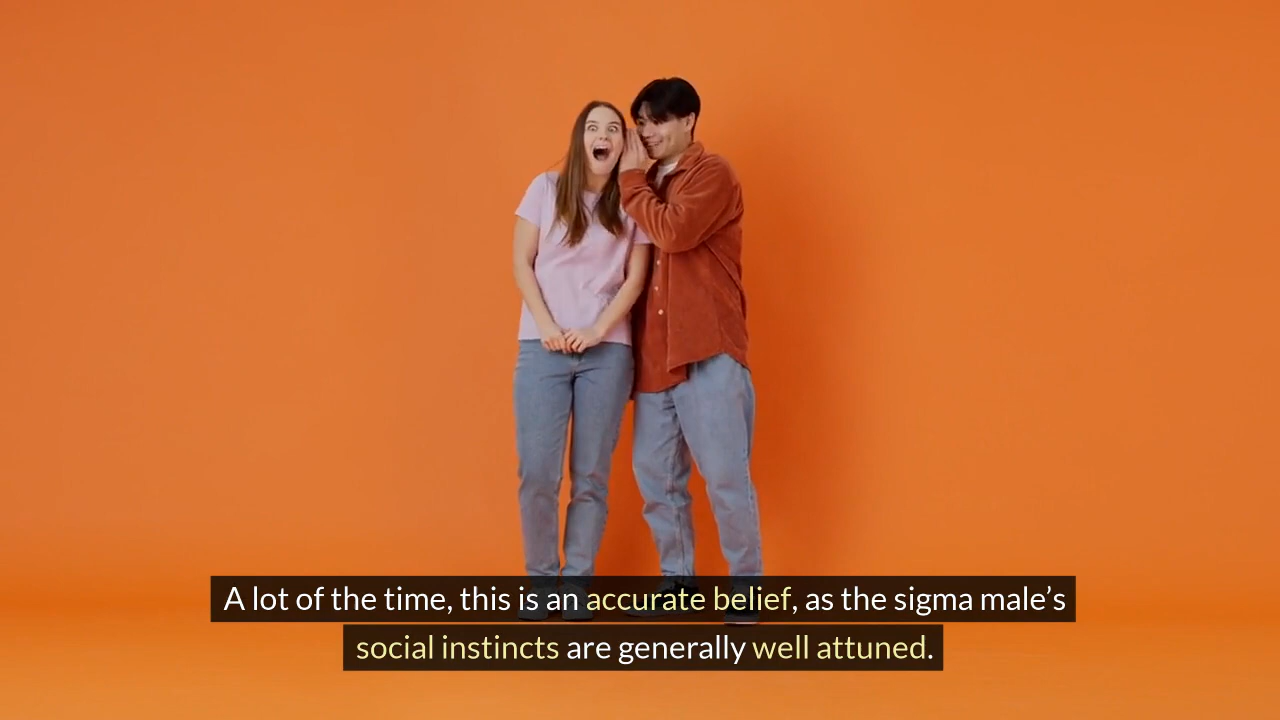 A lot of the time, this is an accurate belief, as the sigma male’s
social instincts are generally well attuned.